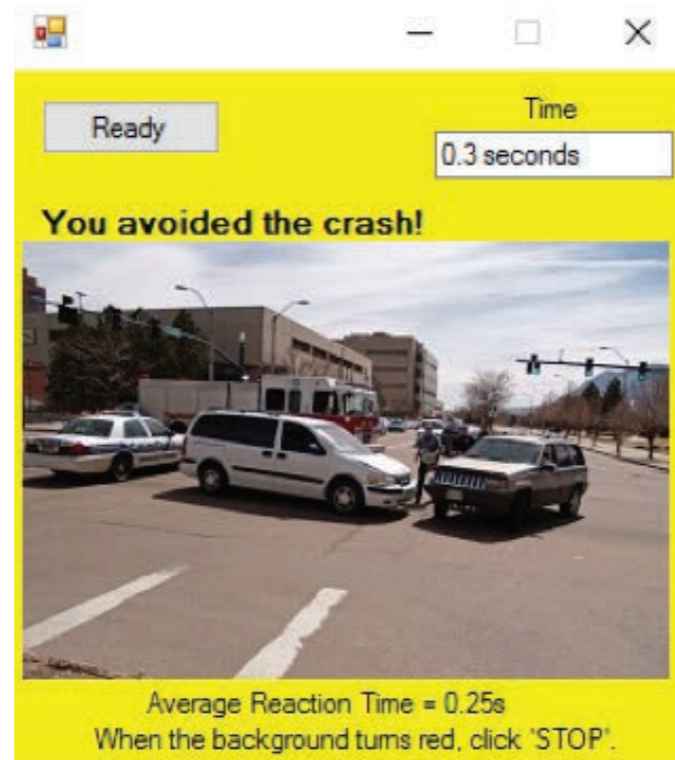 Ready
Time
0.3 seconds
You avoided the crash!
Average Reaction Time = 0.25s
When the background turns red, click 'STOP'.